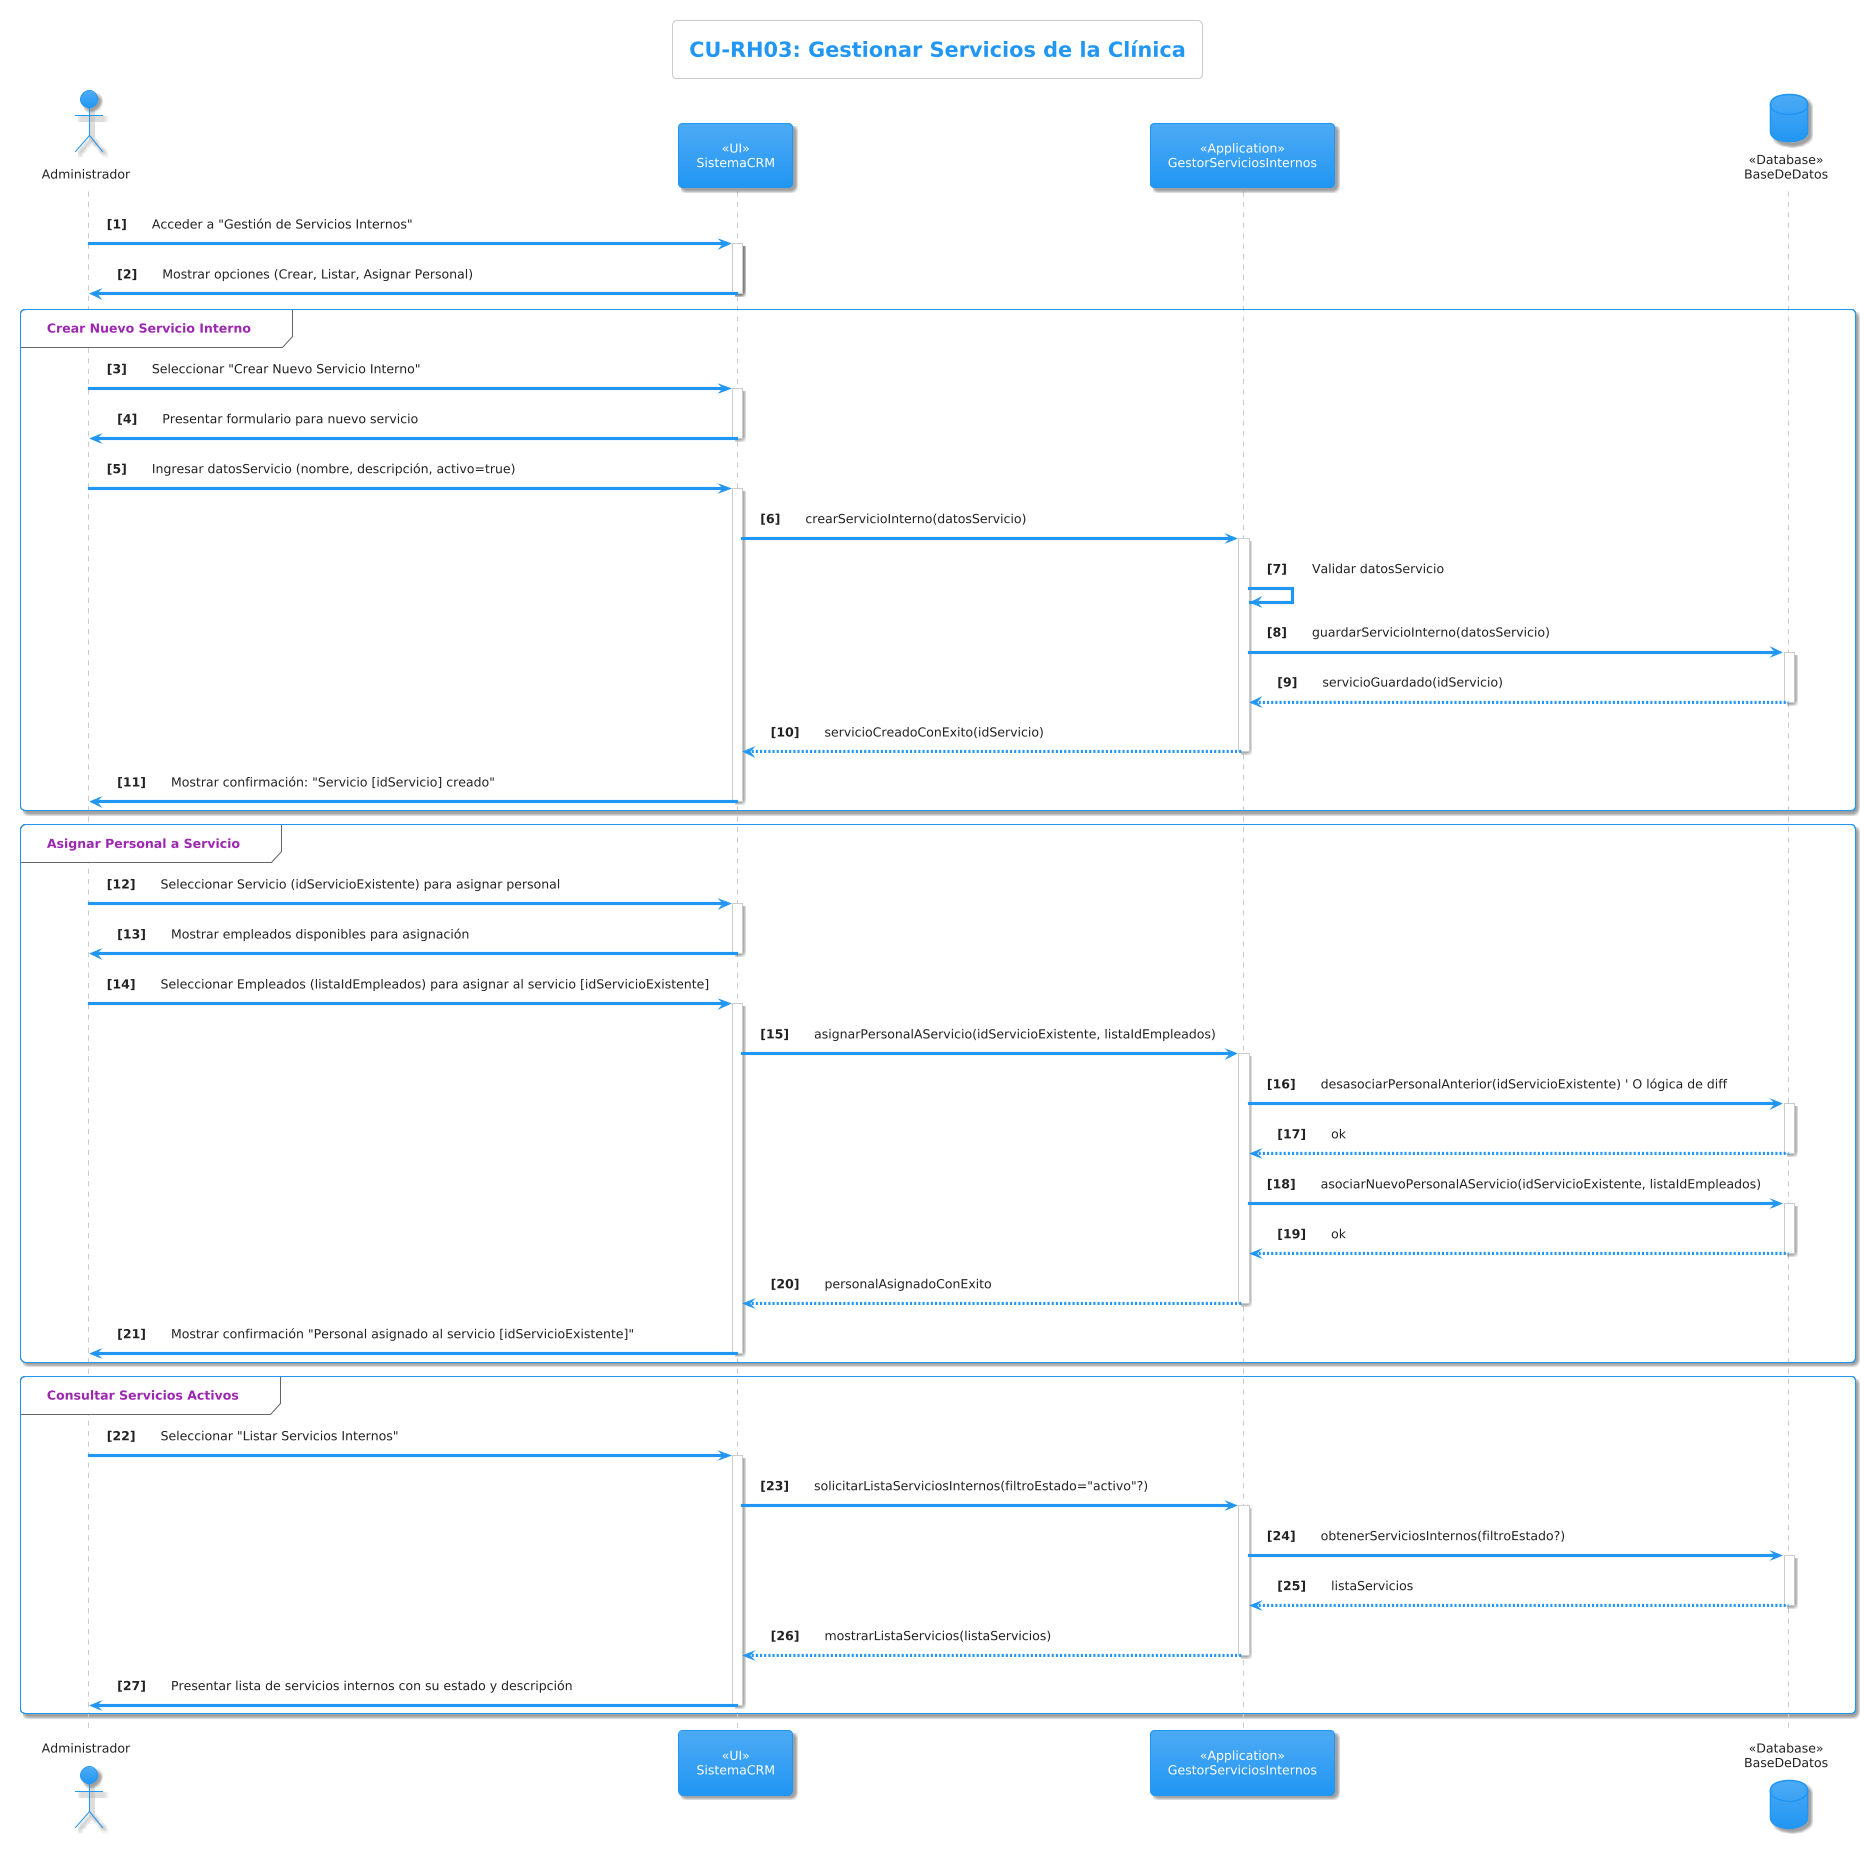 CU-RH03: Gestionar Servicios de la Clínica
Administrador
«UI»
SistemaCRM
«Application»
GestorServiciosInternos
«Database»
BaseDeDatos
[1] Acceder a "Gestión de Servicios Internos"
[2] Mostrar opciones (Crear, Listar, Asignar Personal)
Crear Nuevo Servicio Interno
[3] Seleccionar "Crear Nuevo Servicio Interno"
[4] Presentar formulario para nuevo servicio
[5] Ingresar datosServicio (nombre, descripción, activo=true)
[6] crearServicioInterno(datosServicio)
[7] Validar datosServicio
[8] guardarServicioInterno(datosServicio)
[9] servicioGuardado(idServicio)
[10] servicioCreadoConExito(idServicio)
[11] Mostrar confirmación: "Servicio [idServicio] creado"
Asignar Personal a Servicio
[12] Seleccionar Servicio (idServicioExistente) para asignar personal
[13] Mostrar empleados disponibles para asignación
[14] Seleccionar Empleados (listaIdEmpleados) para asignar al servicio [idServicioExistente]
[15] asignarPersonalAServicio(idServicioExistente, listaIdEmpleados)
[16] desasociarPersonalAnterior(idServicioExistente) ' O lógica de diff
[17] ok
[18] asociarNuevoPersonalAServicio(idServicioExistente, listaIdEmpleados)
[19] ok
[20] personalAsignadoConExito
[21] Mostrar confirmación "Personal asignado al servicio [idServicioExistente]"
Consultar Servicios Activos
[22] Seleccionar "Listar Servicios Internos"
[23] solicitarListaServiciosInternos(filtroEstado="activo"?)
[24] obtenerServiciosInternos(filtroEstado?)
[25] listaServicios
[26] mostrarListaServicios(listaServicios)
[27] Presentar lista de servicios internos con su estado y descripción
Administrador
«UI»
SistemaCRM
«Application»
GestorServiciosInternos
«Database»
BaseDeDatos